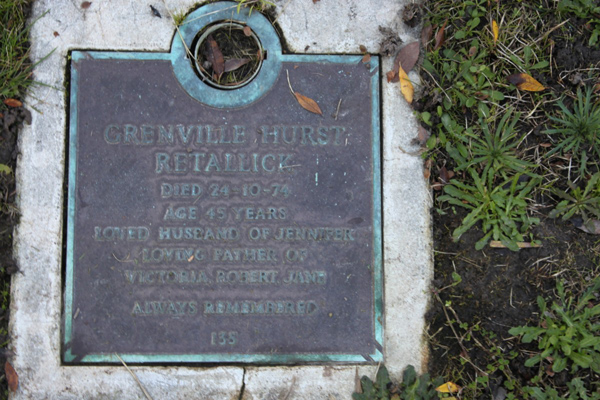 GRENVILLE HURST
RETALLICK
DIED 24-10-74
AGE 45 YEARS
LOVED HUSBAND OF JENNIFER
LOVING FATHER OF
VICTORIA ROBERT JANE
ALWAYS REMEMBERED
135